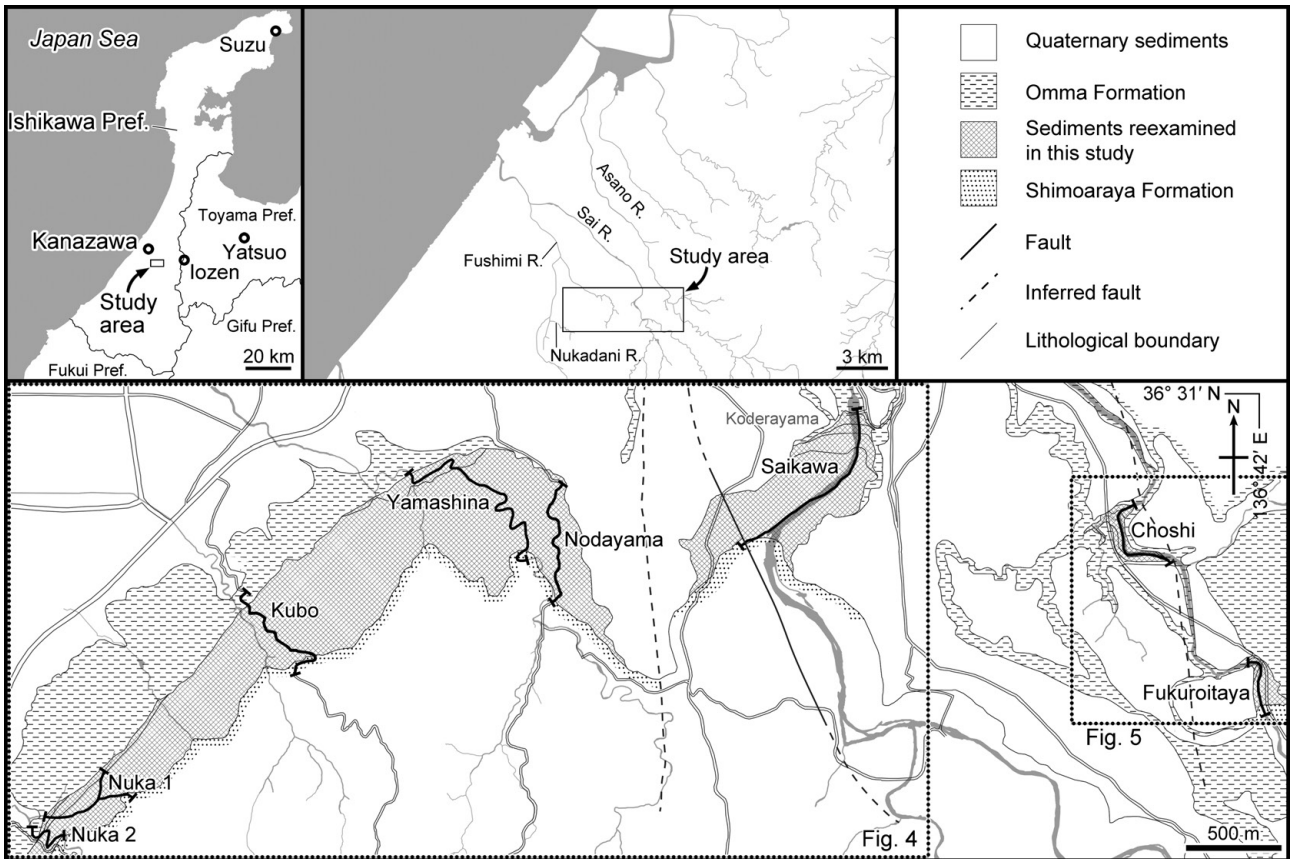 Japan Sea
Suzu
Ishikawa Pref.
Toyama Pref.
Kanazawa
Yatsuo
Iozen
Study
area
Gifu Pref.
20 km
Fukui Pref.
Asano R.
Sai R.
Fushimi R.
Study area
Nukadani R.
3 km
Quaternary sediments
Omma Formation
Sediments reexamined
in this study
Shimoaraya Formation
Fault
Inferred fault
Lithological boundary
36° 31′ N
N
136° 42′ E
Koderayama
Saikawa
Yamashina
Nodayama
Kubo
Nuka 1
Nuka 2
Fig. 4
Choshi
Fukuroitaya
Fig. 5
500 m